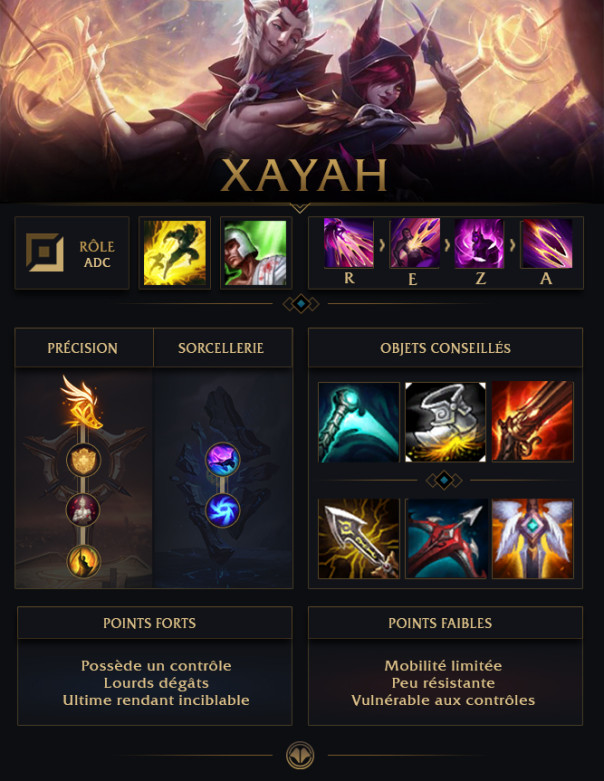 XAYAH
RÔLE
ADC
R
E
Z
A
PRÉCISION
SORCELLERIE
OBJETS CONSEILLÉS
POINTS FORTS
Possède un contrôle
Lourds dégâts
Ultime rendant inciblable
POINTS FAIBLES
Mobilité limitée
Peu résistante
Vulnérable aux contrôles